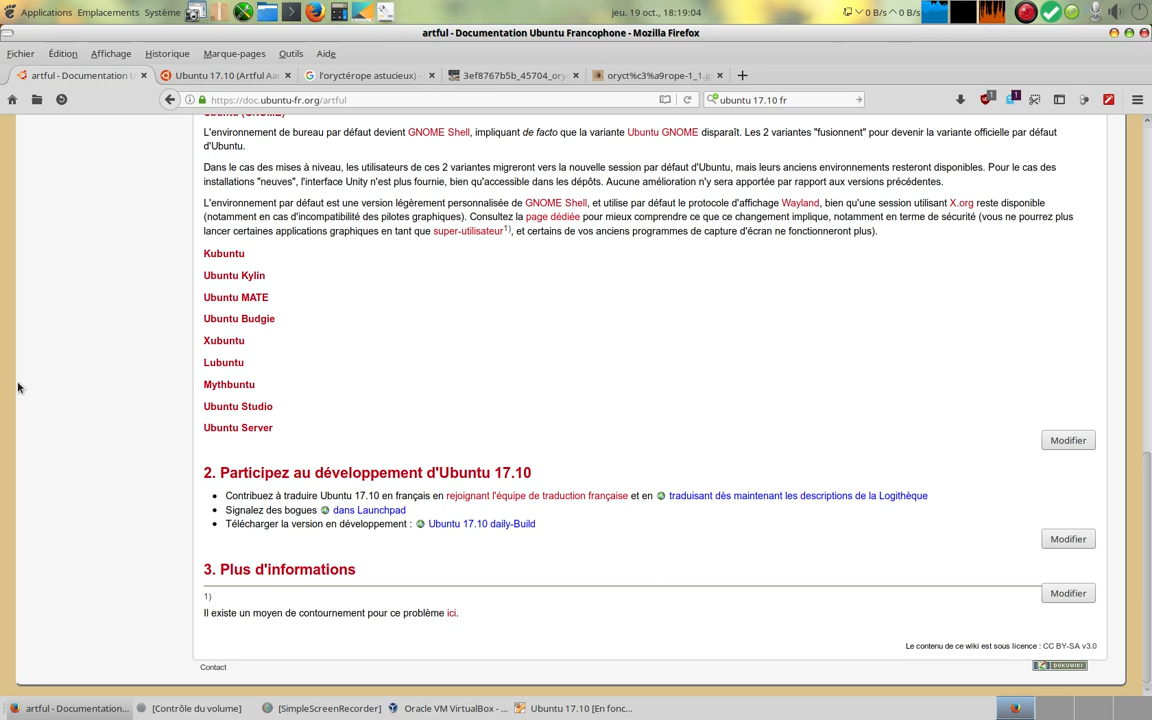 Applications Emplacements Système jeu. 19 oct., 18:19:04 0 B/s 0 B/s
artful - Documentation Ubuntu Francophone - Mozilla Firefox
Fichier Édition Affichage Historique Marque-pages Outils Aide
artful - Documentation U Ubuntu 17.10 (Artful Aar l'oryctérope astucieux) - 3ef8767b5b_45704_ory oryct%c3%a9rope-1_1.jp
https://doc.ubuntu-fr.org/artful ubuntu 17.10 fr 1 1
Ubuntu (GNOME)
L'environnement de bureau par défaut devient GNOME Shell, impliquant de facto que la variante Ubuntu GNOME disparaît. Les 2 variantes "fusionnent" pour devenir la variante officielle par défaut
d'Ubuntu.
Dans le cas des mises à niveau, les utilisateurs de ces 2 variantes migreront vers la nouvelle session par défaut d'Ubuntu, mais leurs anciens environnements resteront disponibles. Pour le cas des
installations "neuves", l'interface Unity n'est plus fournie, bien qu'accessible dans les dépôts. Aucune amélioration n'y sera apportée par rapport aux versions précédentes.
L'environnement par défaut est une version légèrement personnalisée de GNOME Shell, et utilise par défaut le protocole d'affichage Wayland, bien qu'une session utilisant X.org reste disponible
(notamment en cas d'incompatibilité des pilotes graphiques). Consultez la page dédiée pour mieux comprendre ce que ce changement implique, notamment en terme de sécurité (vous ne pourrez plus
lancer certaines applications graphiques en tant que super-utilisateur1), et certains de vos anciens programmes de capture d'écran ne fonctionneront plus).
Kubuntu
Ubuntu Kylin
Ubuntu MATE
Ubuntu Budgie
Xubuntu
Lubuntu
Mythbuntu
Ubuntu Studio
Ubuntu Server
Modifier
2. Participez au développement d'Ubuntu 17.10
• Contribuez à traduire Ubuntu 17.10 en français en rejoignant l'équipe de traduction française et en traduisant dès maintenant les descriptions de la Logithèque
• Signalez des bogues dans Launchpad
• Télécharger la version en développement : Ubuntu 17.10 daily-Build
Modifier
3. Plus d'informations
Modifier
1)
Il existe un moyen de contournement pour ce problème ici.
Le contenu de ce wiki est sous licence : CC BY-SA v3.0
Contact DOKUWIKI
artful - Documentation... [Contrôle du volume] [SimpleScreenRecorder] Oracle VM VirtualBox - ... Ubuntu 17.10 [En fonc...